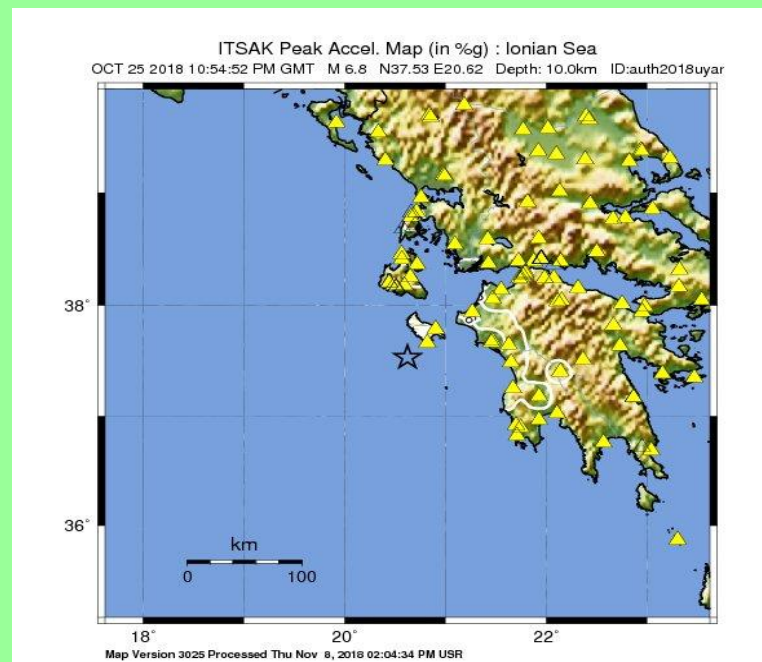 ITSAK Peak Accel. Map (in %g) : Ionian Sea
OCT 25 2018 10:54:52 PM GMT M 6.8 N37.53 E20.62 Depth: 10.0km ID:auth2018uyar
38°
36°
km
0 100
18° 20° 22°
Map Version 3025 Processed Thu Nov 8, 2018 02:04:34 PM USR